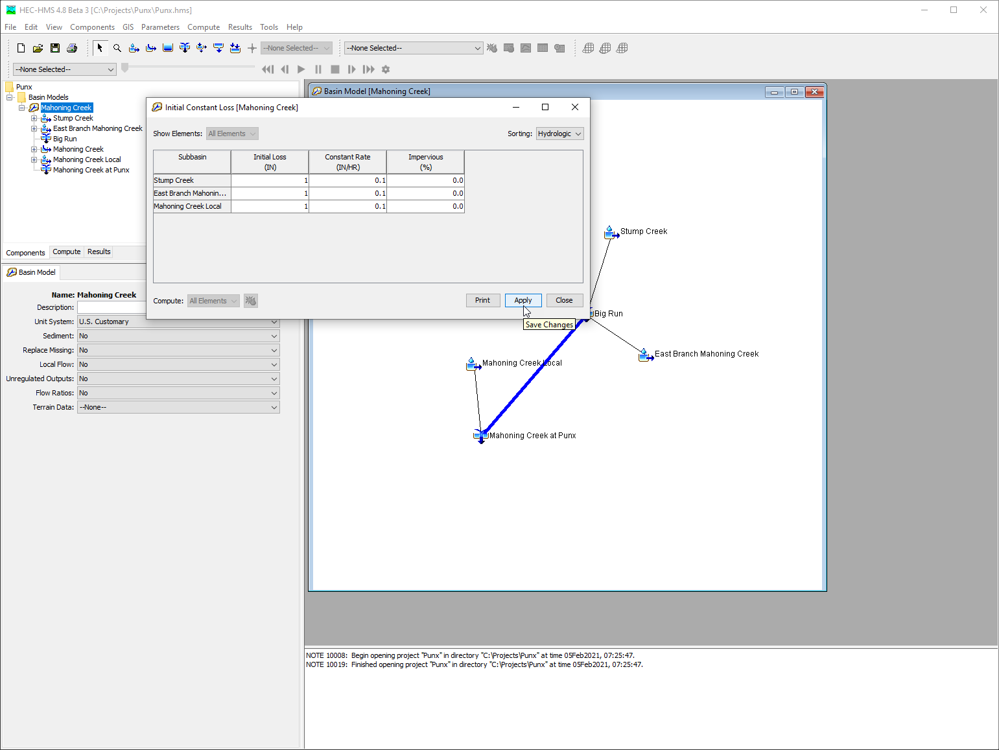 HEC-HMS 4.8 Beta 3 [C:\Projects\Punx\Punx.hms]
File Edit View Components GIS Parameters Compute Results Tools Help
--None Selected-- --None Selected--
--None Selected--
Punx
Basin Models
Mahoning Creek
Stump Creek
East Branch Mahoning Creek
Big Run
Mahoning Creek
Mahoning Creek Local
Mahoning Creek at Punx
Components Compute Results
Basin Model
Name: Mahoning Creek
Description:
Unit System: U.S. Customary
Sediment: No
Replace Missing: No
Local Flow: No
Unregulated Outputs: No
Flow Ratios: No
Terrain Data: --None--
Basin Model [Mahoning Creek]
Initial Constant Loss [Mahoning Creek]
Show Elements: All Elements Sorting: Hydrologic
Subbasin Initial Loss Constant Rate Impervious
(IN) (IN/HR) (%)
Stump Creek 1 0.1 0.0
East Branch Mahonin... 1 0.1 0.0
Mahoning Creek Local 1 0.1 0.0
Compute: All Elements Print Apply Close
Save Changes
Stump Creek
Big Run
East Branch Mahoning Creek
Mahoning Creek Local
Mahoning Creek at Punx
NOTE 10008: Begin opening project "Punx" in directory "C:\Projects\Punx" at time 05Feb2021, 07:25:47.
NOTE 10019: Finished opening project "Punx" in directory "C:\Projects\Punx" at time 05Feb2021, 07:25:47.